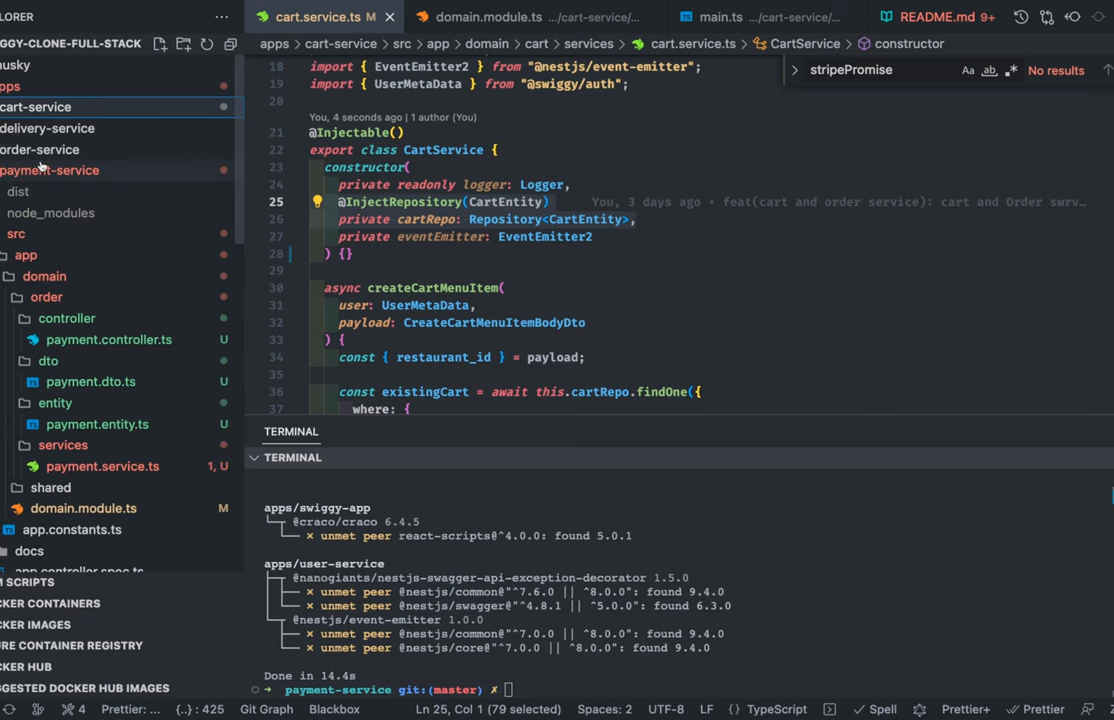 LORER ···
cart.service.ts M
domain.module.ts .../cart-service/...
main.ts .../cart-service/...
README.md 9+
GGY-CLONE-FULL-STACK
apps > cart-service > src > app > domain > cart > services > cart.service.ts > CartService > constructor
stripePromise Aa ab .* No results
usky
pps
cart-service
delivery-service
order-service
payment-service
dist
node_modules
src
app
domain
order
controller
payment.controller.ts U
dto
payment.dto.ts U
entity
payment.entity.ts U
services
payment.service.ts 1, U
shared
domain.module.ts M
app.constants.ts
docs
app.controller.spec.ts
M SCRIPTS
CKER CONTAINERS
CKER IMAGES
URE CONTAINER REGISTRY
CKER HUB
GGESTED DOCKER HUB IMAGES
18 import { EventEmitter2 } from "@nestjs/event-emitter";
19 import { UserMetaData } from "@swiggy/auth";
20
You, 4 seconds ago | 1 author (You)
21 @Injectable()
22 export class CartService {
23 constructor(
24 private readonly logger: Logger,
25 @InjectRepository(CartEntity) You, 3 days ago • feat(cart and order service): cart and Order swrv…
26 private cartRepo: Repository<CartEntity>,
27 private eventEmitter: EventEmitter2
28 ) {}
29
30 async createCartMenuItem(
31 user: UserMetaData,
32 payload: CreateCartMenuItemBodyDto
33 ) {
34 const { restaurant_id } = payload;
35
36 const existingCart = await this.cartRepo.findOne({
37 where: {
TERMINAL
TERMINAL
apps/swiggy-app
└─┬ @craco/craco 6.4.5
└── ✕ unmet peer react-scripts@^4.0.0: found 5.0.1
apps/user-service
├─┬ @nanogiants/nestjs-swagger-api-exception-decorator 1.5.0
│ ├── ✕ unmet peer @nestjs/common@"^7.6.0 || ^8.0.0": found 9.4.0
│ └── ✕ unmet peer @nestjs/swagger@"^4.8.1 || ^5.0.0": found 6.3.0
└─┬ @nestjs/event-emitter 1.0.0
├── ✕ unmet peer @nestjs/common@"^7.0.0 || ^8.0.0": found 9.4.0
└── ✕ unmet peer @nestjs/core@"^7.0.0 || ^8.0.0": found 9.4.0
Done in 14.4s
➜ payment-service git:(master) ✗
4 Prettier: ... {..} : 425 Git Graph Blackbox Ln 25, Col 1 (79 selected) Spaces: 2 UTF-8 LF {} TypeScript Spell Prettier+ Prettier